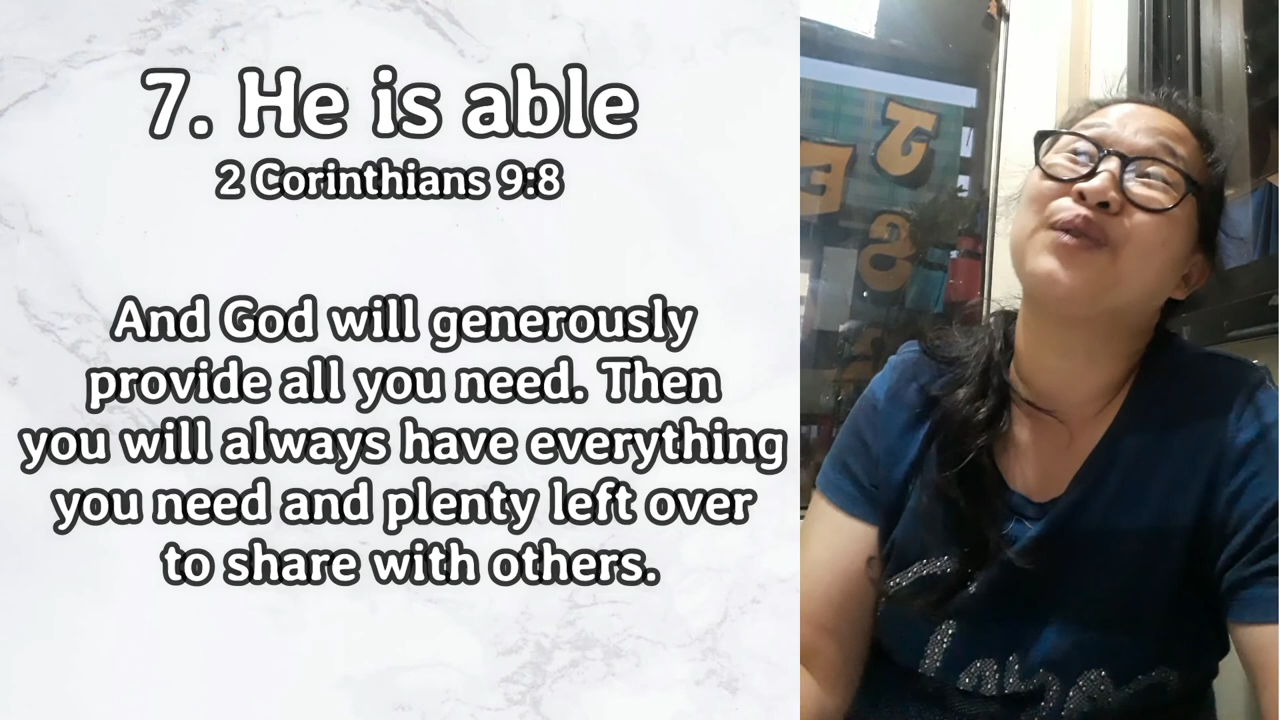 7. He is able
2 Corinthians 9:8
And God will generously
provide all you need. Then
you will always have everything
you need and plenty left over
to share with others.